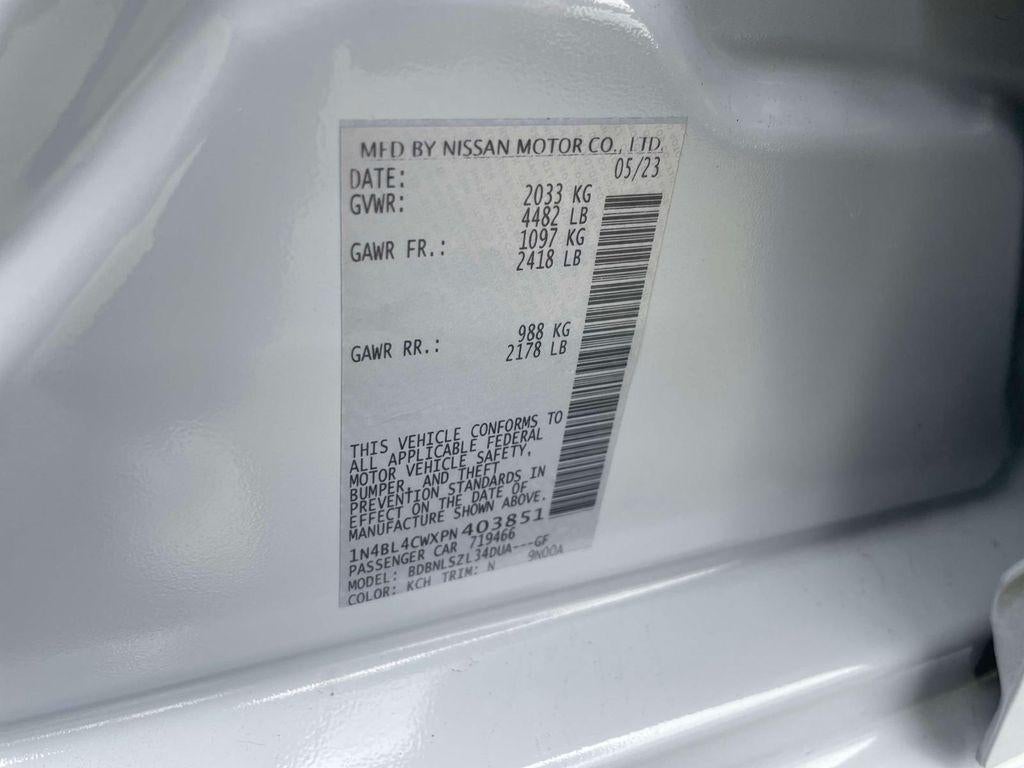 MFD BY NISSAN MOTOR CO., LTD.
DATE: 05/23
GVWR: 2033 KG
4482 LB
GAWR FR.: 1097 KG
2418 LB
GAWR RR.: 988 KG
2178 LB
THIS VEHICLE CONFORMS TO
ALL APPLICABLE FEDERAL
MOTOR VEHICLE SAFETY,
BUMPER, AND THEFT
PREVENTION STANDARDS IN
EFFECT ON THE DATE OF
MANUFACTURE SHOWN ABOVE.
1N4BL4CWXPN403851
PASSENGER CAR 719466
MODEL: BDBNLSZL34DUA---GF
COLOR: KCH TRIM: N 9N00A